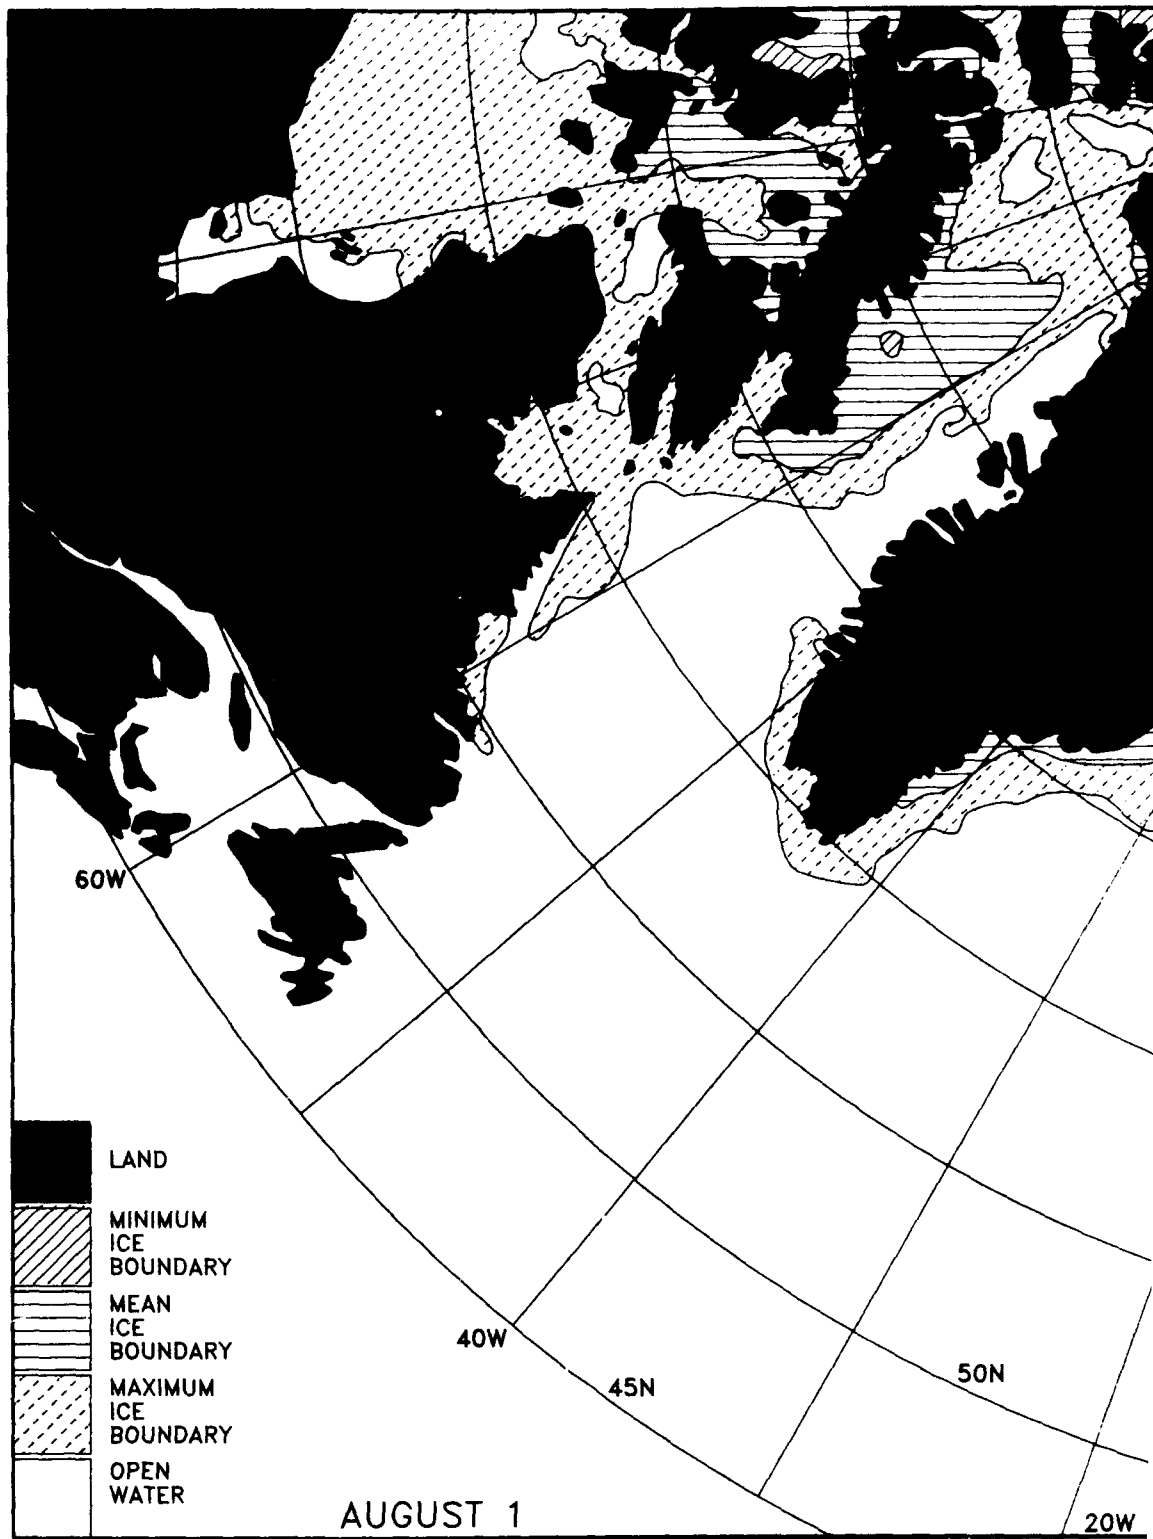 60W
LAND
MINIMUM
ICE
BOUNDARY
MEAN
ICE
BOUNDARY
MAXIMUM
ICE
BOUNDARY
OPEN
WATER
40W
45N
50N
20W
AUGUST 1